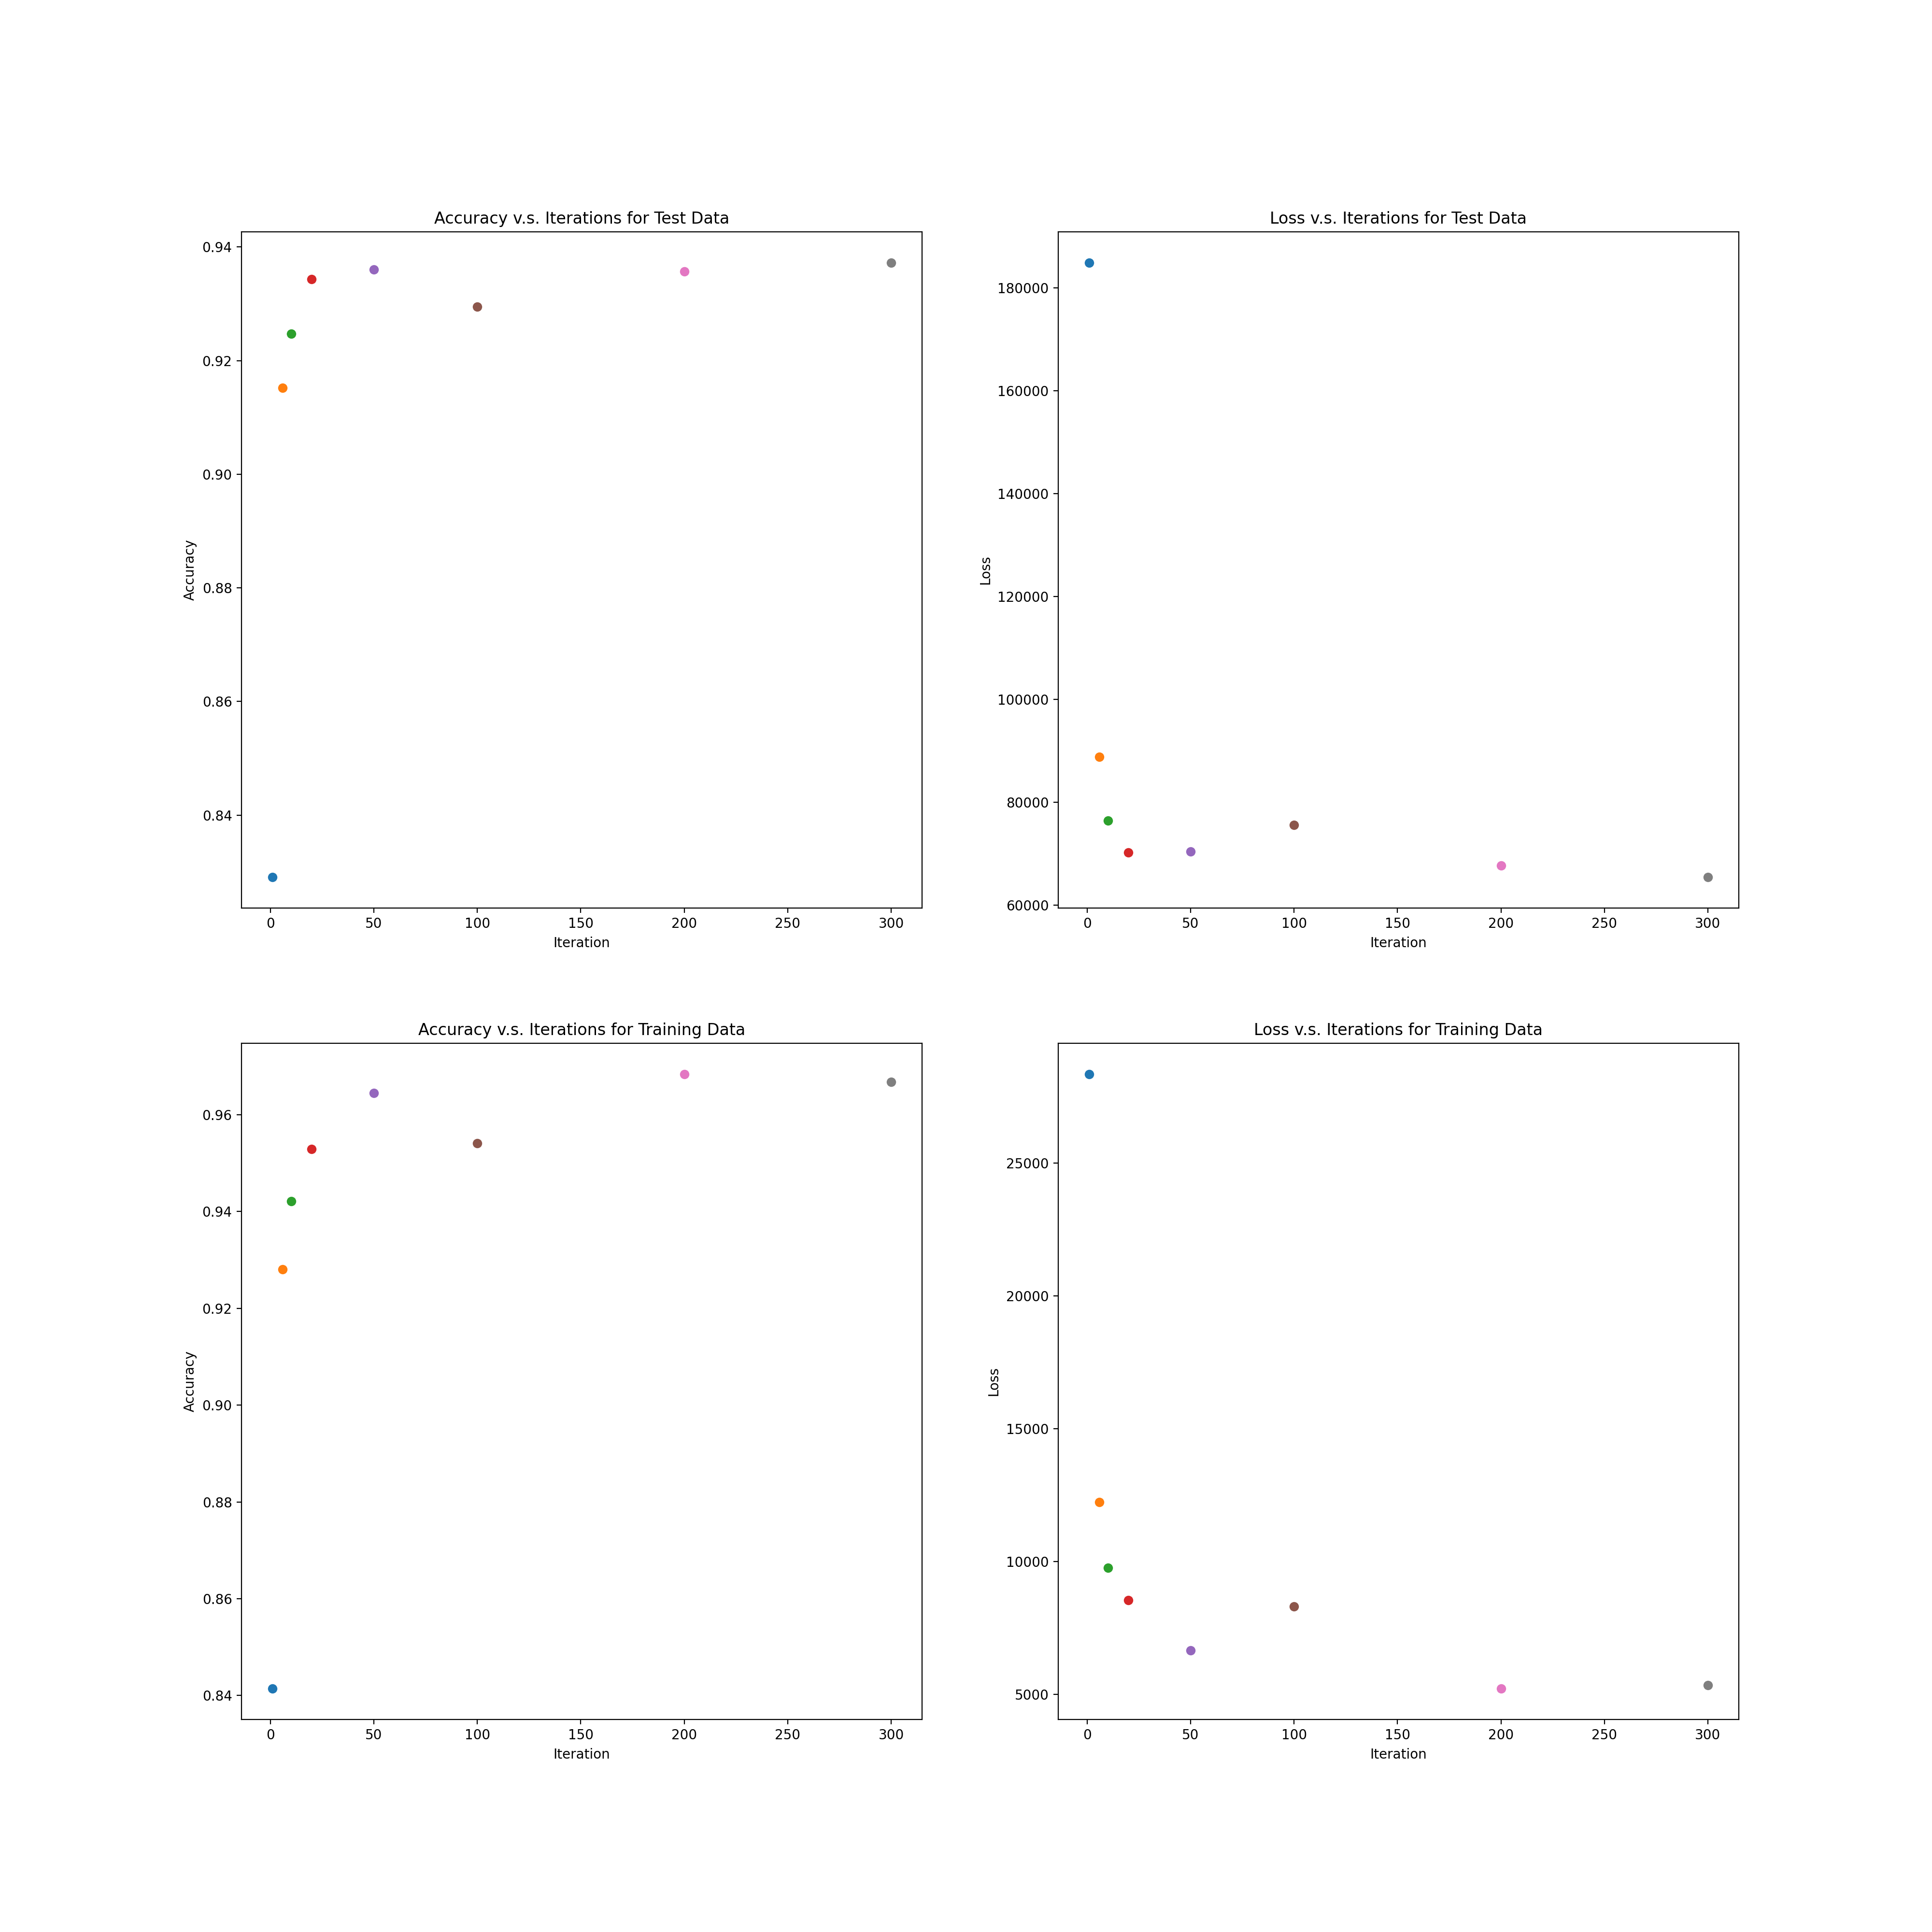 Accuracy v.s. Iterations for Test Data
0.94
0.92
0.90
0.88
0.86
0.84
Accuracy
0 50 100 150 200 250 300
Iteration
Loss v.s. Iterations for Test Data
180000
160000
140000
120000
100000
80000
60000
Loss
0 50 100 150 200 250 300
Iteration
Accuracy v.s. Iterations for Training Data
0.96
0.94
0.92
0.90
0.88
0.86
0.84
Accuracy
0 50 100 150 200 250 300
Iteration
Loss v.s. Iterations for Training Data
25000
20000
15000
10000
5000
Loss
0 50 100 150 200 250 300
Iteration